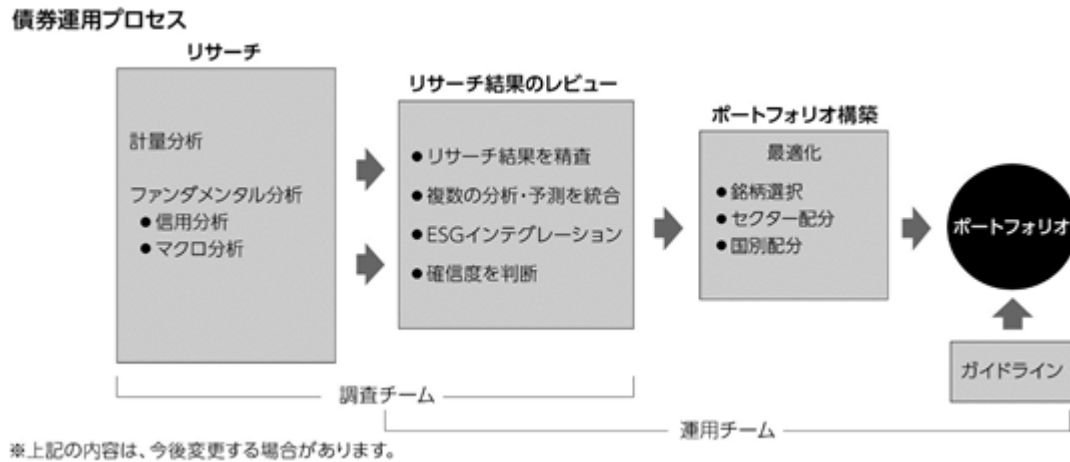 債券運用プロセス
リサーチ
計量分析
ファンダメンタル分析
●信用分析
●マクロ分析
リサーチ結果のレビュー
●リサーチ結果を精査
●複数の分析・予測を統合
●ESGインテグレーション
●確信度を判断
ポートフォリオ構築
最適化
●銘柄選択
●セクター配分
●国別配分
ポートフォリオ
ガイドライン
調査チーム
運用チーム
※上記の内容は、今後変更する場合があります。